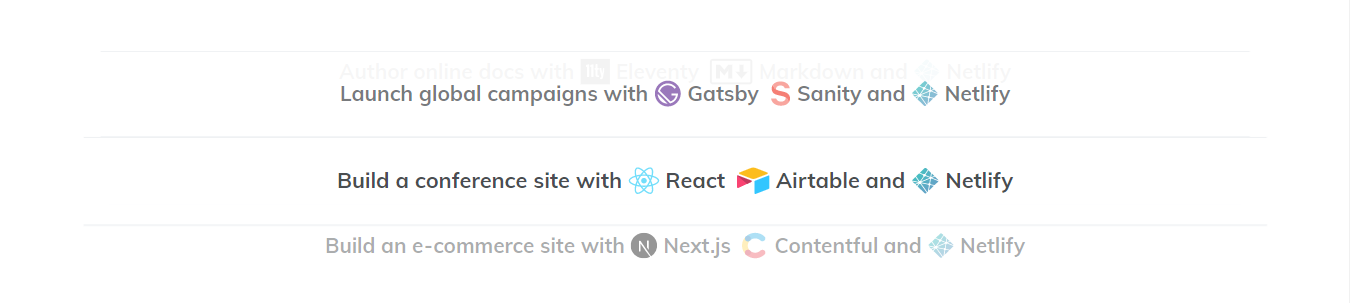 Author online docs with 11ty Eleventy M Markdown and Netlify
Launch global campaigns with Gatsby Sanity and Netlify
Build a conference site with React Airtable and Netlify
Build an e-commerce site with N Next.js Contentful and Netlify